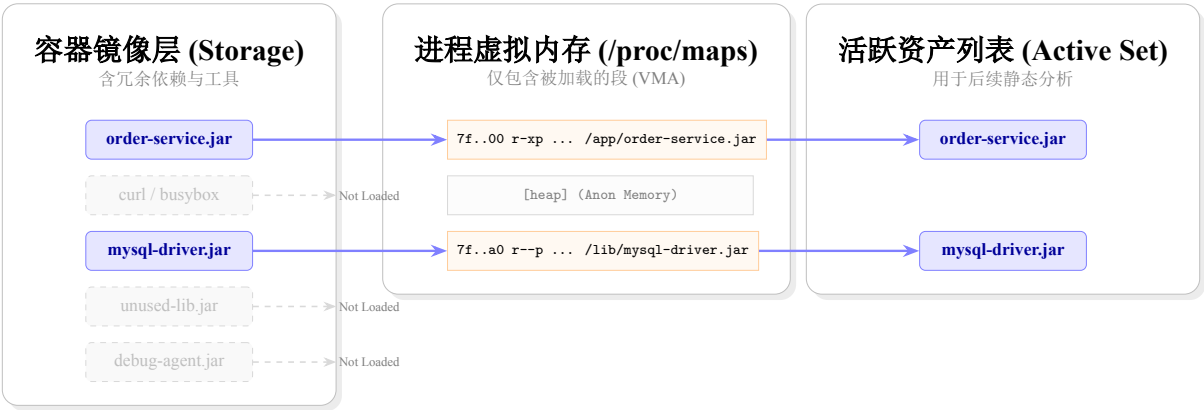 容器镜像层 (Storage)
含冗余依赖与工具
order-service.jar
curl / busybox
Not Loaded
mysql-driver.jar
unused-lib.jar
Not Loaded
debug-agent.jar
Not Loaded
进程虚拟内存 (/proc/maps)
仅包含被加载的段 (VMA)
7f..00 r-xp ... /app/order-service.jar
[heap] (Anon Memory)
7f..a0 r--p ... /lib/mysql-driver.jar
活跃资产列表 (Active Set)
用于后续静态分析
order-service.jar
mysql-driver.jar